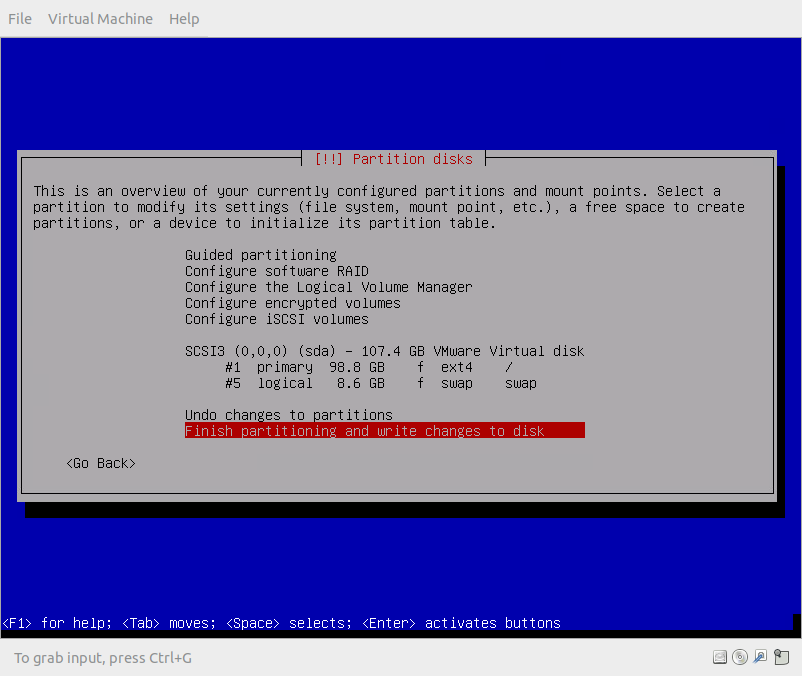 File Virtual Machine Help
[!!] Partition disks
This is an overview of your currently configured partitions and mount points. Select a
partition to modify its settings (file system, mount point, etc.), a free space to create
partitions, or a device to initialize its partition table.
Guided partitioning
Configure software RAID
Configure the Logical Volume Manager
Configure encrypted volumes
Configure iSCSI volumes
SCSI3 (0,0,0) (sda) - 107.4 GB VMware Virtual disk
#1 primary 98.8 GB f ext4 /
#5 logical 8.6 GB f swap swap
Undo changes to partitions
Finish partitioning and write changes to disk
<Go Back>
<F1> for help; <Tab> moves; <Space> selects; <Enter> activates buttons
To grab input, press Ctrl+G